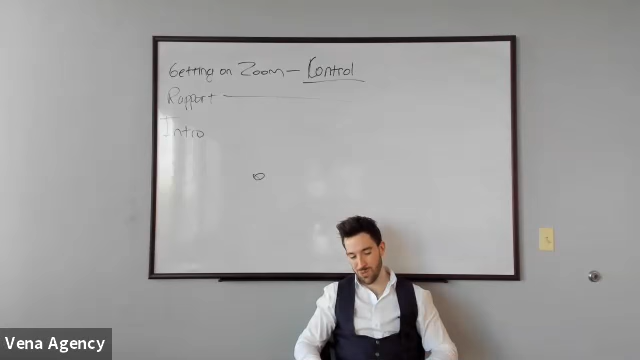 Getting on Zoom – Control
Rapport
Intro
Vena Agency